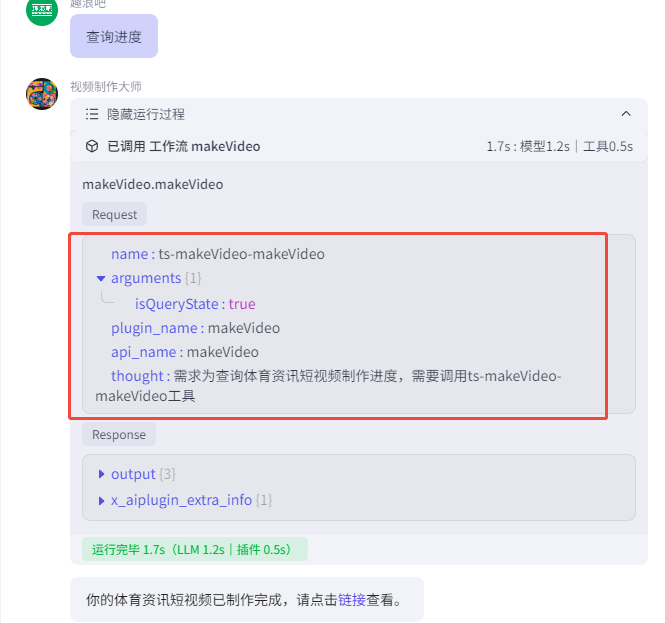 趣浪吧
查询进度
视频制作大师
隐藏运行过程
已调用 工作流 makeVideo 1.7s : 模型1.2s | 工具0.5s
makeVideo.makeVideo
Request
name : ts-makeVideo-makeVideo
arguments {1}
isQueryState : true
plugin_name : makeVideo
api_name : makeVideo
thought : 需求为查询体育资讯短视频制作进度，需要调用ts-makeVideo-
makeVideo工具
Response
output {3}
x_aiplugin_extra_info {1}
运行完毕 1.7s（LLM 1.2s | 插件 0.5s）
你的体育资讯短视频已制作完成，请点击链接查看。